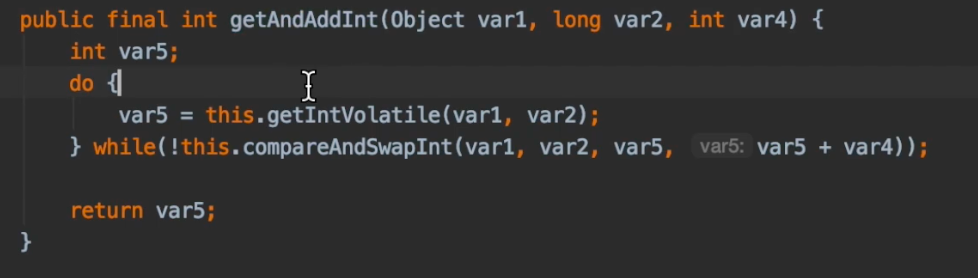 public final int getAndAddInt(Object var1, long var2, int var4) {
int var5;
do {
var5 = this.getIntVolatile(var1, var2);
} while(!this.compareAndSwapInt(var1, var2, var5, var5: var5 + var4));
return var5;
}